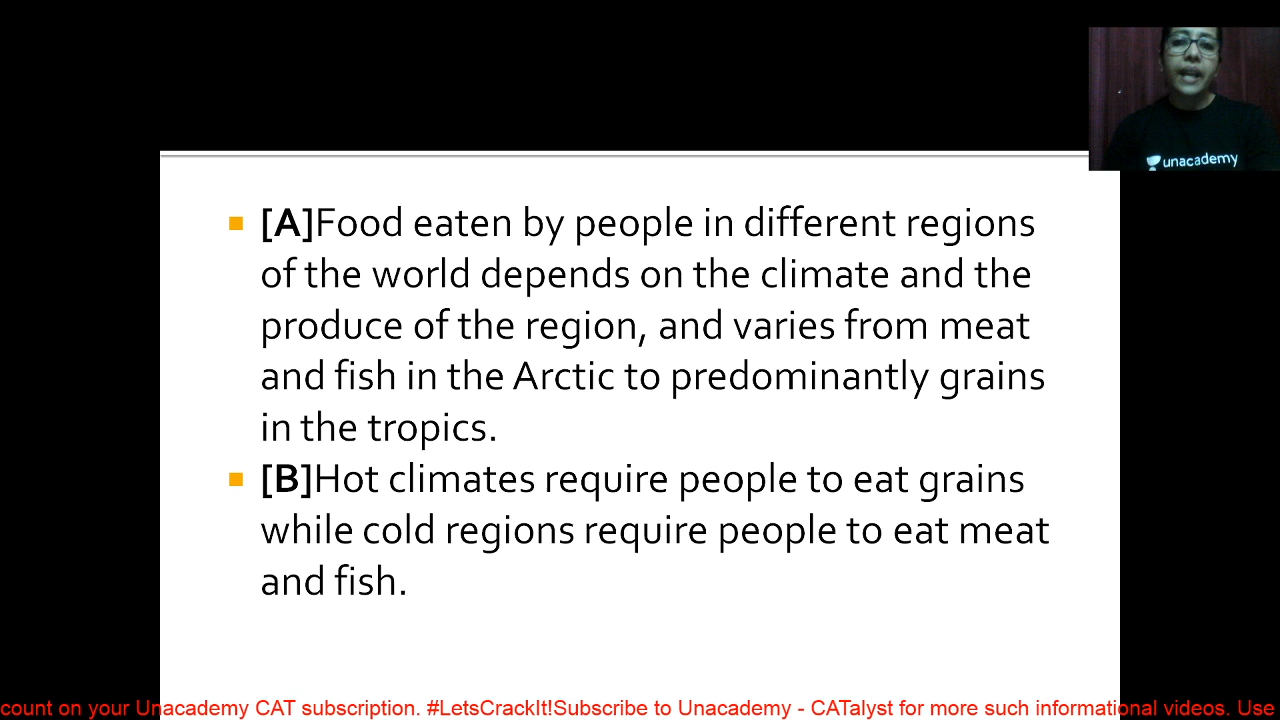 unacademy
[A]Food eaten by people in different regions
of the world depends on the climate and the
produce of the region, and varies from meat
and fish in the Arctic to predominantly grains
in the tropics.
[B]Hot climates require people to eat grains
while cold regions require people to eat meat
and fish.
count on your Unacademy CAT subscription. #LetsCrackIt!Subscribe to Unacademy - CATalyst for more such informational videos. Use